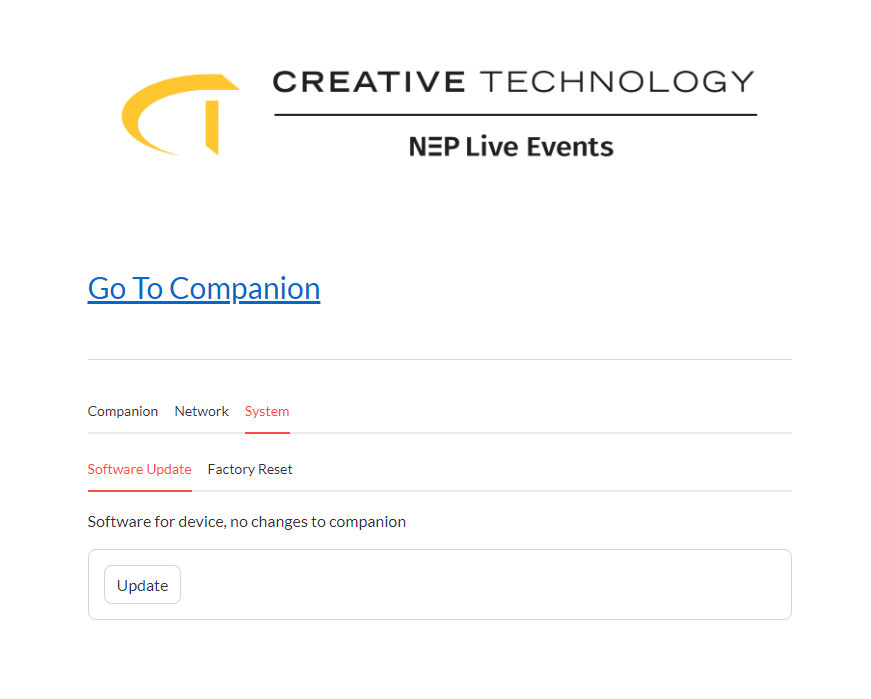 CREATIVE TECHNOLOGY
NEP Live Events
Go To Companion
Companion Network System
Software Update Factory Reset
Software for device, no changes to companion
Update